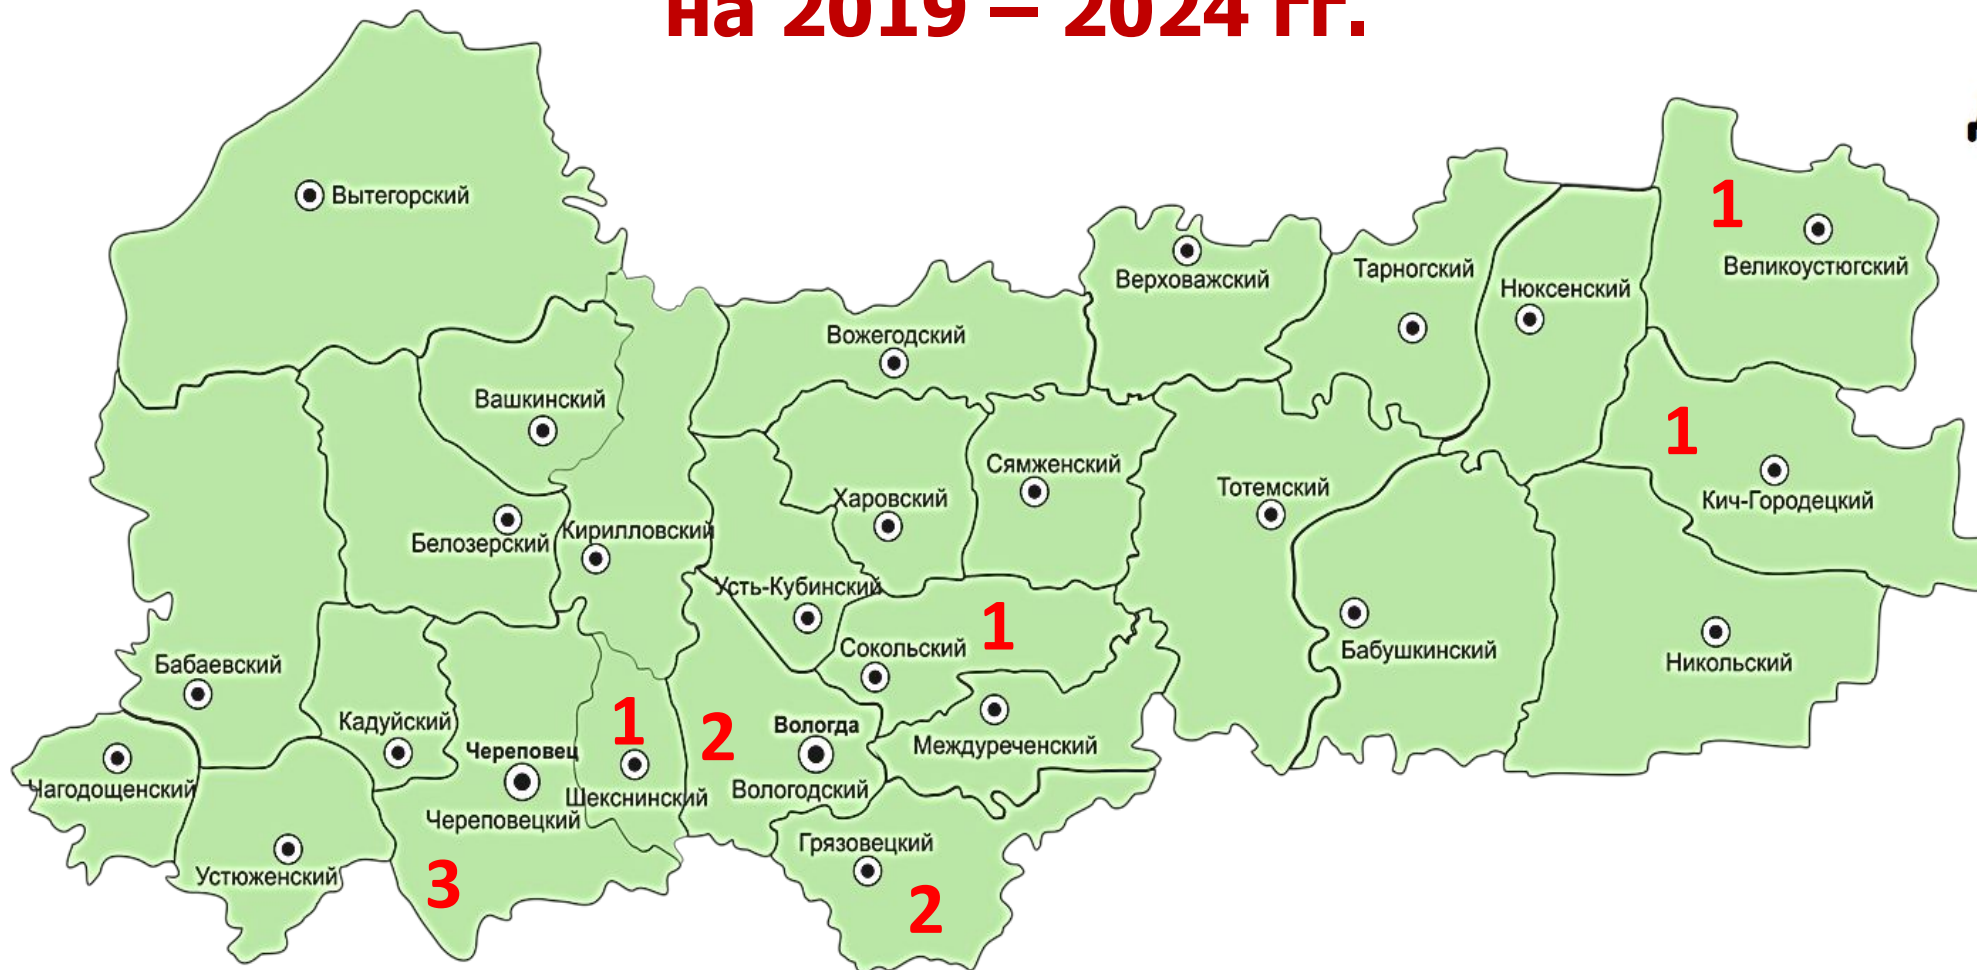 на 2019 – 2024 гг.
Вытегорский
1
Верховажский
Тарногский
Великоустюгский
Нюксенский
Вожегодский
Вашкинский
1
Сямженский
Кич-Городецкий
Харовский
Тотемский
Белозерский
Кирилловский
Усть-Кубинский
1
Сокольский
Бабушкинский
Никольский
Бабаевский
Кадуйский
1
2
Вологда
Междуреченский
Череповец
Чагодощенский
Шекснинский
Вологодский
Череповецкий
Грязовецкий
Устюженский
3
2